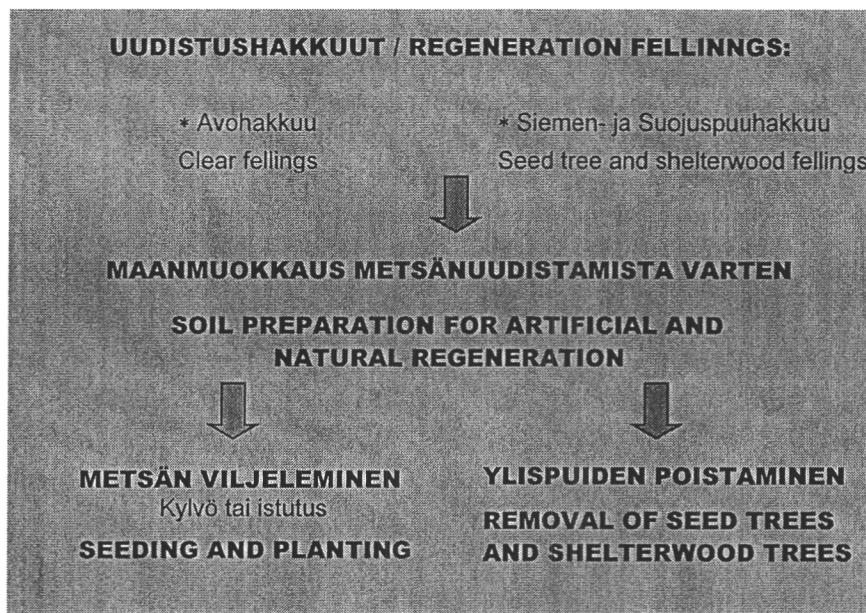 UUDISTUSHAKKUUT / REGENERATION FELLINNGS:
* Avohakkuu
Clear fellings
* Siemen- ja Suojuspuuhakkuu
Seed tree and shelterwood fellings
MAANMUOKKAUS METSÄNUUDISTAMISTA VARTEN
SOIL PREPARATION FOR ARTIFICIAL AND
NATURAL REGENERATION
METSÄN VILJELEMINEN
Kylvö tai istutus
SEEDING AND PLANTING
YLISPUIDEN POISTAMINEN
REMOVAL OF SEED TREES
AND SHELTERWOOD TREES